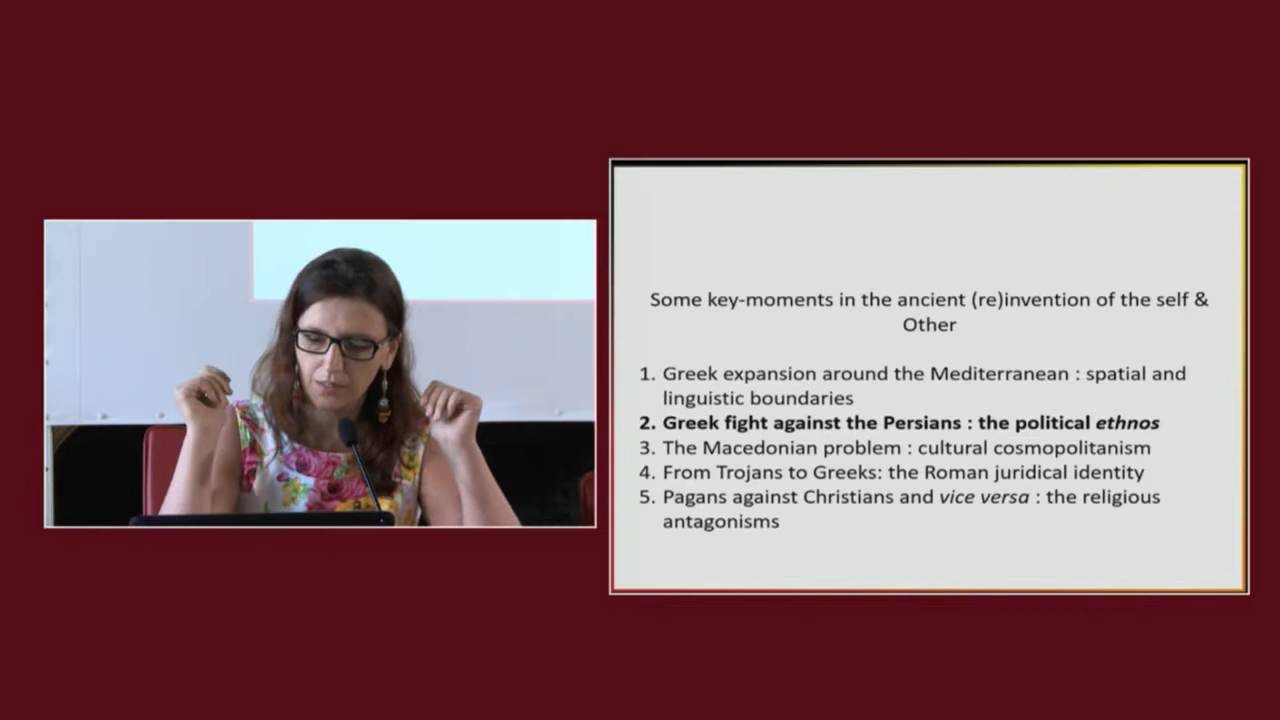 Some key-moments in the ancient (re)invention of the self &
Other
1. Greek expansion around the Mediterranean : spatial and
linguistic boundaries
2. Greek fight against the Persians : the political ethnos
3. The Macedonian problem : cultural cosmopolitanism
4. From Trojans to Greeks: the Roman juridical identity
5. Pagans against Christians and vice versa : the religious
antagonisms